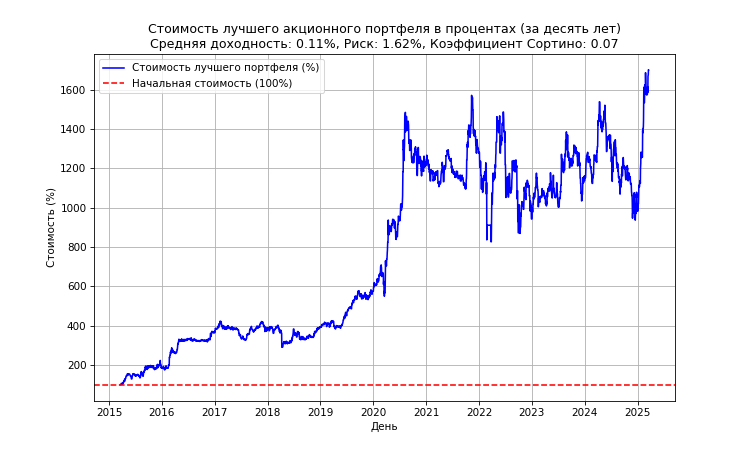 Стоимость лучшего акционного портфеля в процентах (за десять лет)
Средняя доходность: 0.11%, Риск: 1.62%, Коэффициент Сортино: 0.07
Стоимость лучшего портфеля (%)
Начальная стоимость (100%)
Стоимость (%)
1600
1400
1200
1000
800
600
400
200
2015 2016 2017 2018 2019 2020 2021 2022 2023 2024 2025
День